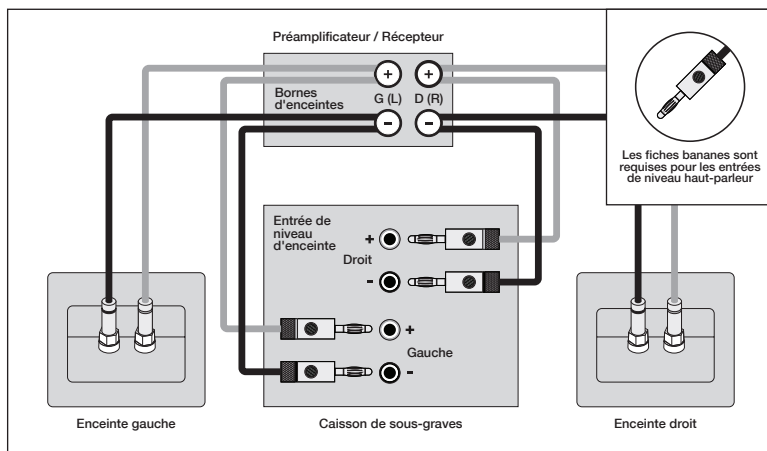 Préamplificateur / Récepteur
+ +
Bornes
d'enceintes
G (L) D (R)
- -
Les fiches bananes sont
requises pour les entrées
de niveau haut-parleur
Entrée de
niveau
d'enceinte
+
Droit
-
+
Gauche
-
Enceinte gauche
Caisson de sous-graves
Enceinte droit